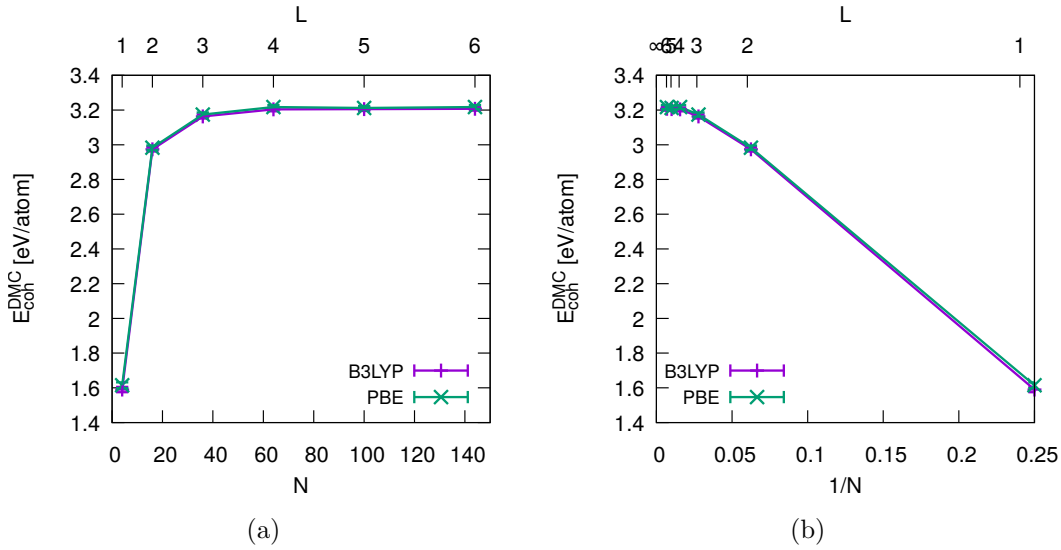 L
1 2 3 4 5 6
3.4
3.2
3
2.8
2.6
2.4
2.2
2
1.8
1.6
1.4
E_coh^DMC [eV/atom]
B3LYP
PBE
0 20 40 60 80 100 120 140
N
(a)
L
∞ 6 5 4 3 2 1
3.4
3.2
3
2.8
2.6
2.4
2.2
2
1.8
1.6
1.4
E_coh^DMC [eV/atom]
B3LYP
PBE
0 0.05 0.1 0.15 0.2 0.25
1/N
(b)